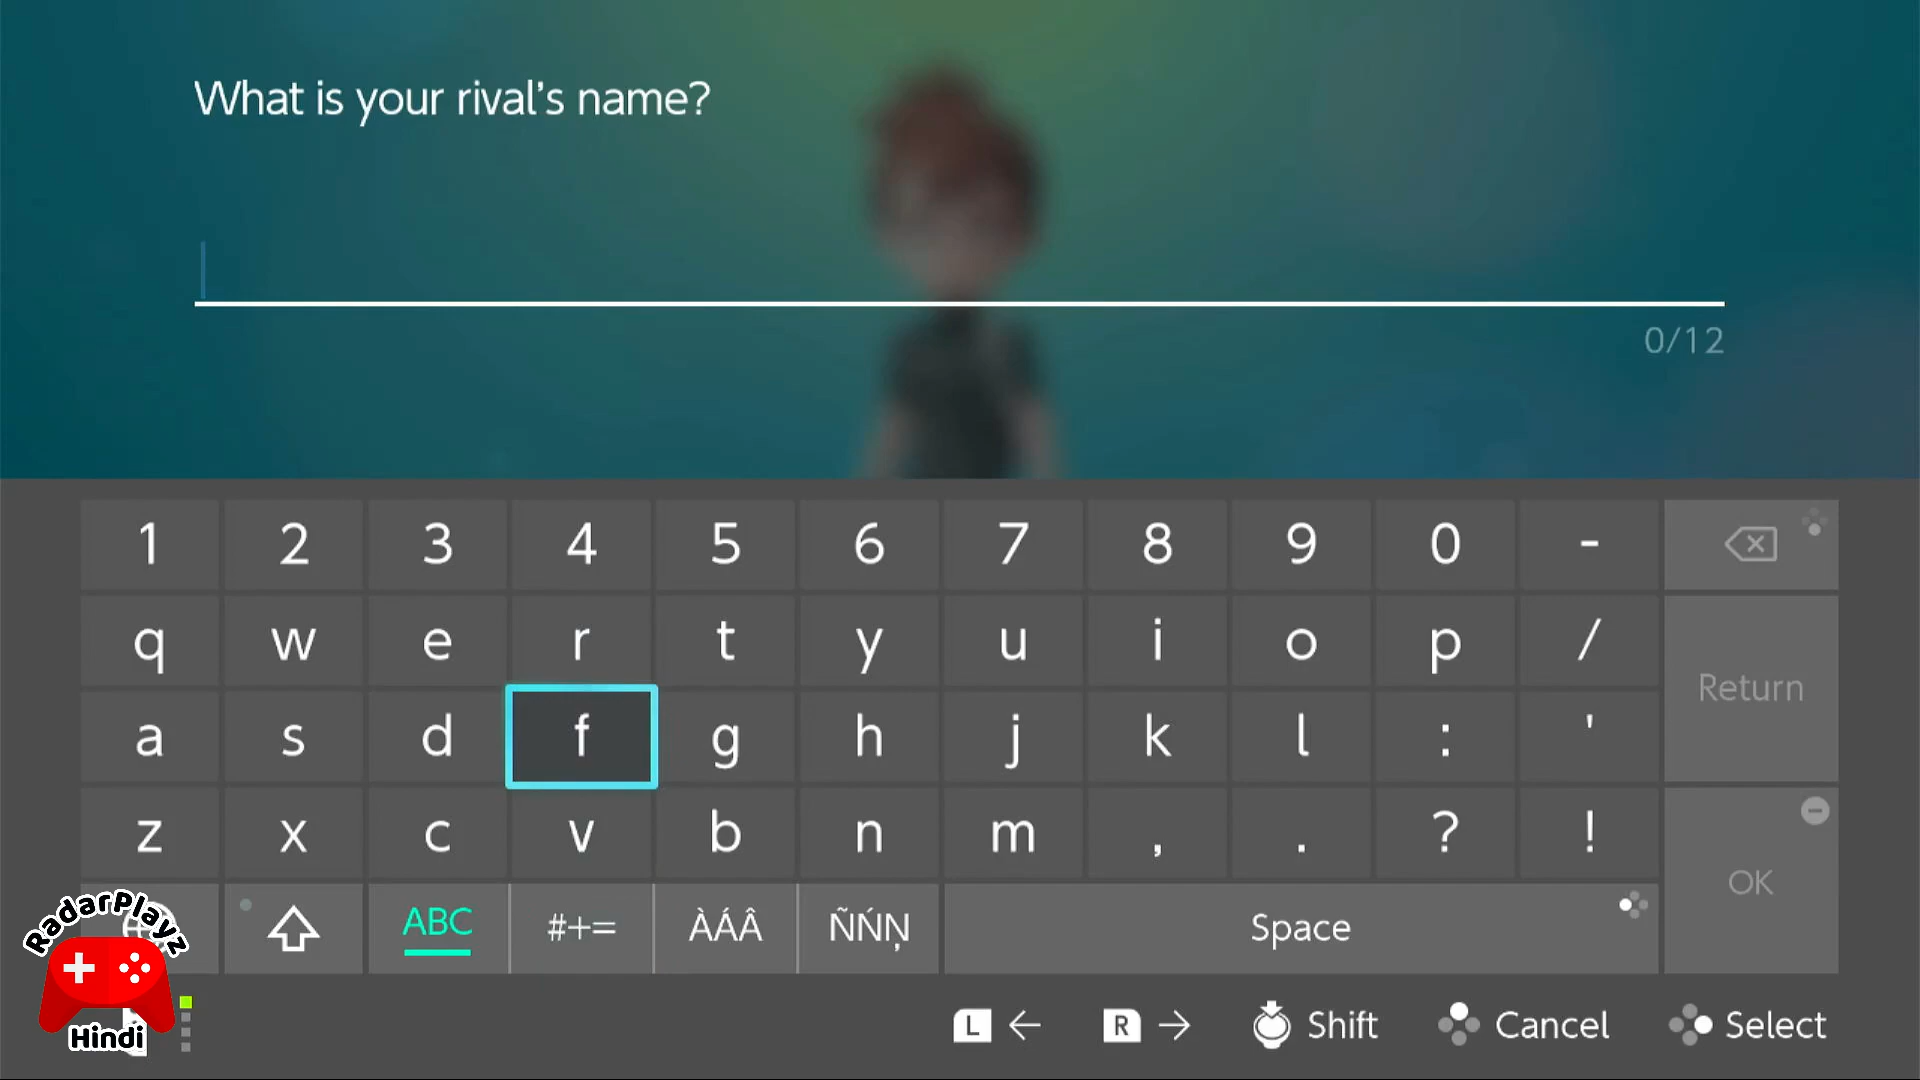 What is your rival's name?
0/12
1 2 3 4 5 6 7 8 9 0 -
q w e r t y u i o p /
Return
a s d f g h j k l : '
z x c v b n m , . ? !
OK
ABC #+= ÀÁÂ ÑŃŅ Space
RadarPlayz
Hindi
L ← R → Shift Cancel Select